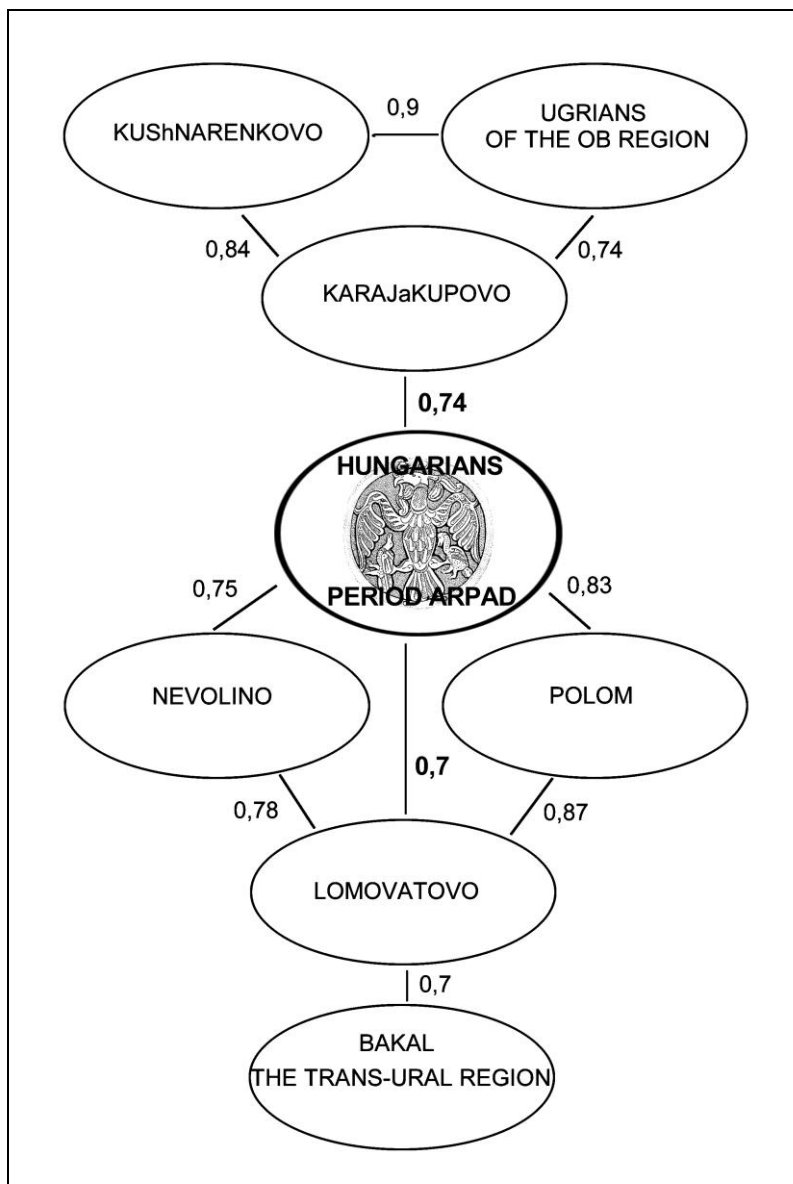 KUShNARENKOVO
0,9
UGRIANS
OF THE OB REGION
0,84
0,74
KARAJaKUPOVO
0,74
HUNGARIANS
PERIOD ARPAD
0,75
0,83
NEVOLINO
POLOM
0,7
0,78
0,87
LOMOVATOVO
0,7
BAKAL
THE TRANS-URAL REGION